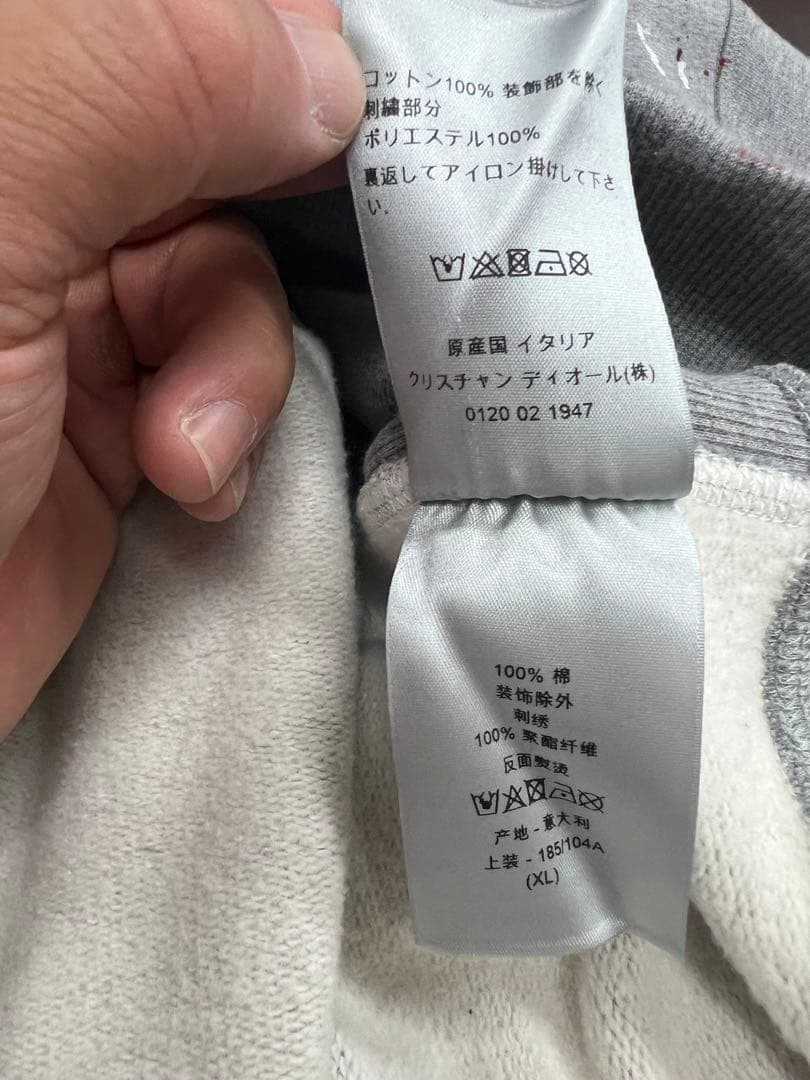 コットン100% 装飾部を除く
刺繍部分
ポリエステル100%
裏返してアイロン掛けして下さ
い.
原産国 イタリア
クリスチャン ディオール(株)
0120 02 1947
100% 棉
装饰除外
刺绣
100% 聚酯纤维
反面熨烫
产地 - 意大利
上装 - 185/104A
(XL)